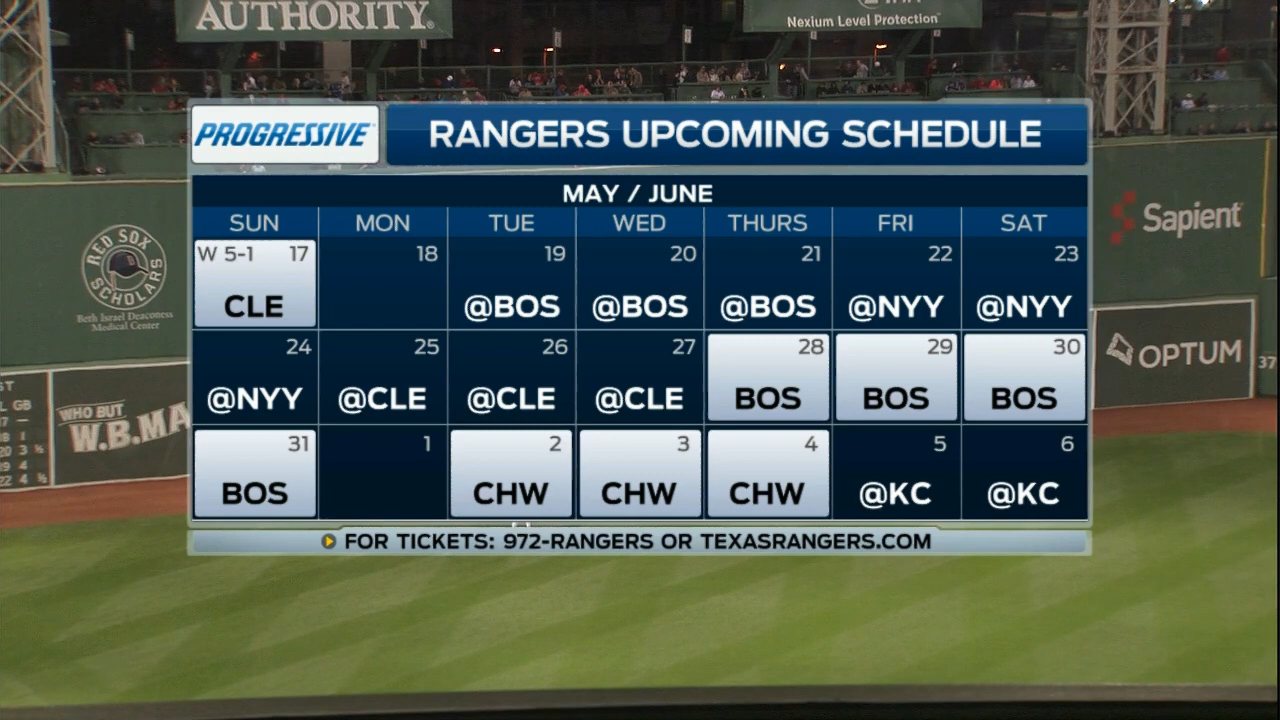 AUTHORITY.
Nexium Level Protection™
PROGRESSIVE
RANGERS UPCOMING SCHEDULE
MAY / JUNE
SUN MON TUE WED THURS FRI SAT
W 5-1 17 18 19 20 21 22 23
CLE @BOS @BOS @BOS @NYY @NYY
24 25 26 27 28 29 30
@NYY @CLE @CLE @CLE BOS BOS BOS
31 1 2 3 4 5 6
BOS CHW CHW CHW @KC @KC
FOR TICKETS: 972-RANGERS OR TEXASRANGERS.COM
RED SOX
SCHOLARS
Beth Israel Deaconess
Medical Center
WHO BUT
W.B.MA
GB
Sapient
OPTUM
37